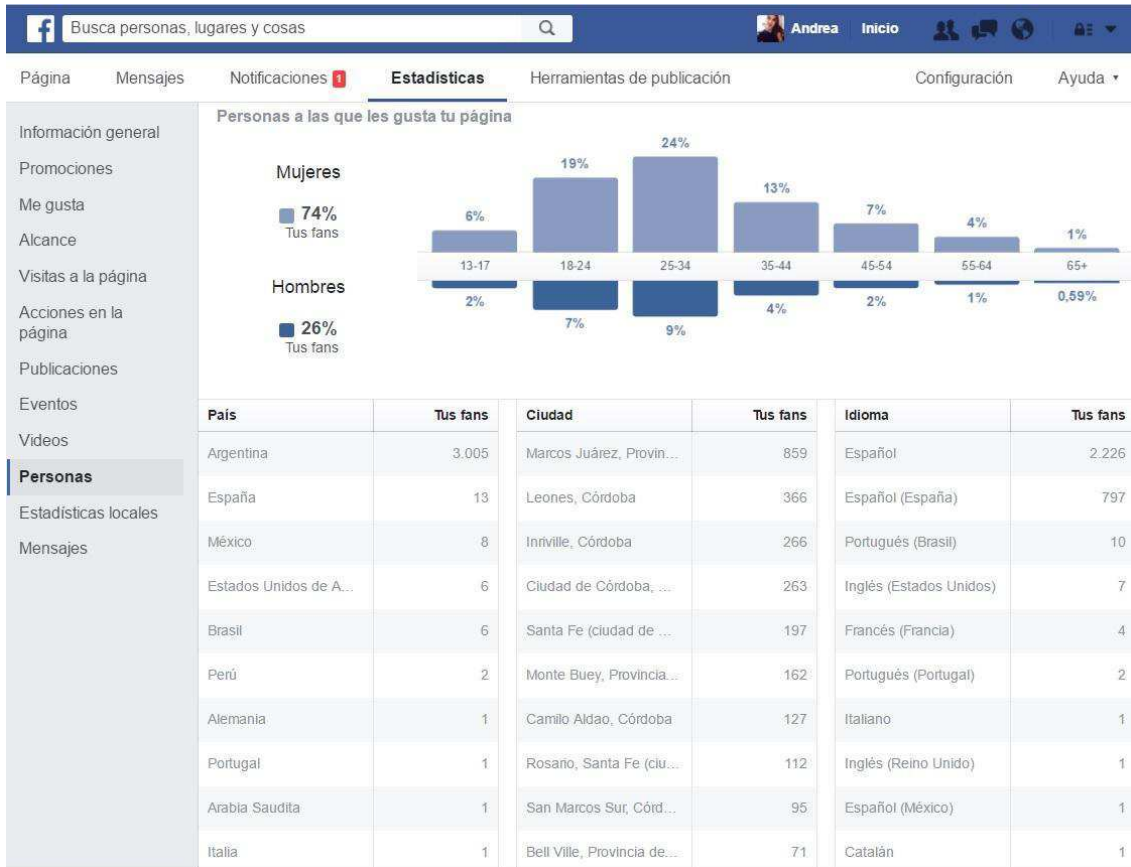 Busca personas, lugares y cosas
Andrea Inicio
Página Mensajes Notificaciones 1 Estadísticas Herramientas de publicación Configuración Ayuda
Información general
Promociones
Me gusta
Alcance
Visitas a la página
Acciones en la
página
Publicaciones
Eventos
Videos
Personas
Estadísticas locales
Mensajes
Personas a las que les gusta tu página
Mujeres
74%
Tus fans
Hombres
26%
Tus fans
6% 19% 24% 13% 7% 4% 1%
13-17 18-24 25-34 35-44 45-54 55-64 65+
2% 7% 9% 4% 2% 1% 0,59%
País Tus fans Ciudad Tus fans Idioma Tus fans
Argentina 3.005 Marcos Juárez, Provin... 859 Español 2.226
España 13 Leones, Córdoba 366 Español (España) 797
México 8 Inriville, Córdoba 266 Portugués (Brasil) 10
Estados Unidos de A... 6 Ciudad de Córdoba, ... 263 Inglés (Estados Unidos) 7
Brasil 6 Santa Fe (ciudad de ... 197 Francés (Francia) 4
Perú 2 Monte Buey, Provincia... 162 Portugués (Portugal) 2
Alemania 1 Camilo Aldao, Córdoba 127 Italiano 1
Portugal 1 Rosario, Santa Fe (ciu... 112 Inglés (Reino Unido) 1
Arabia Saudita 1 San Marcos Sur, Córd... 95 Español (México) 1
Italia 1 Bell Ville, Provincia de... 71 Catalán 1